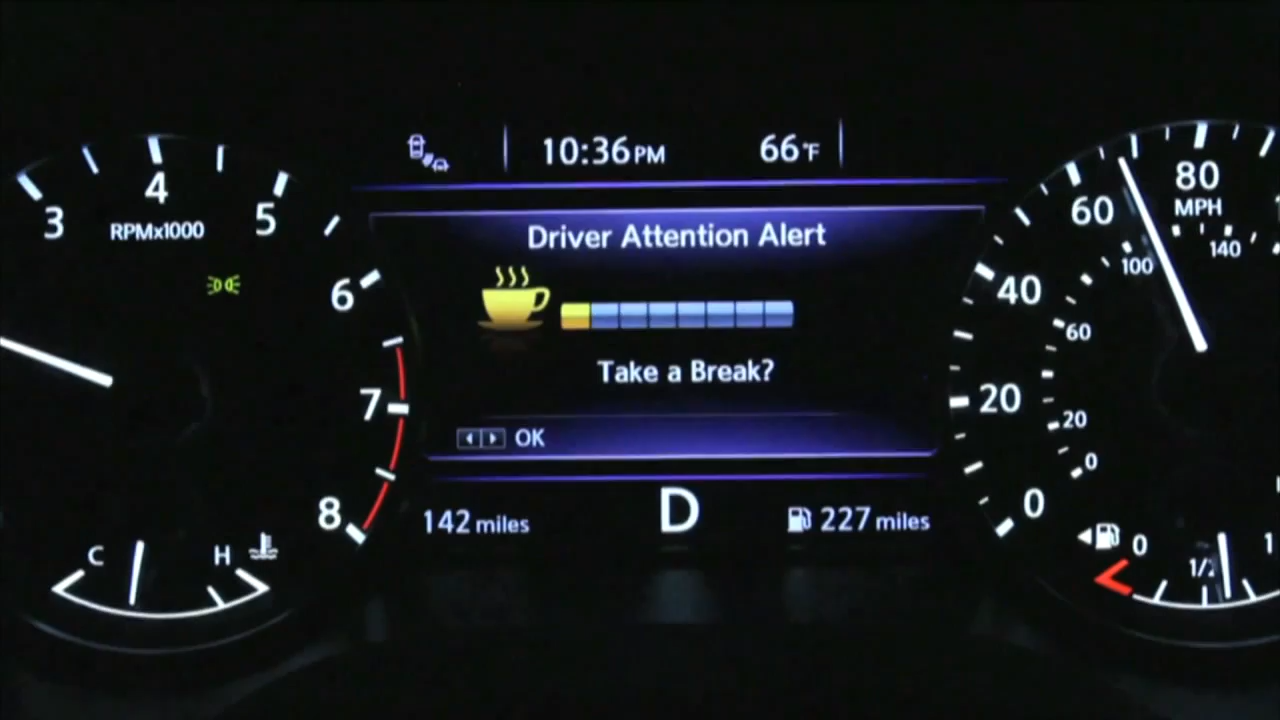 10:36PM 66°F
3
4
5
6
7
8
RPMx1000
Driver Attention Alert
Take a Break?
OK
142 miles
D
227 miles
C
H
80
MPH
60
40
20
0
140
100
60
20
0
0
1/2
1